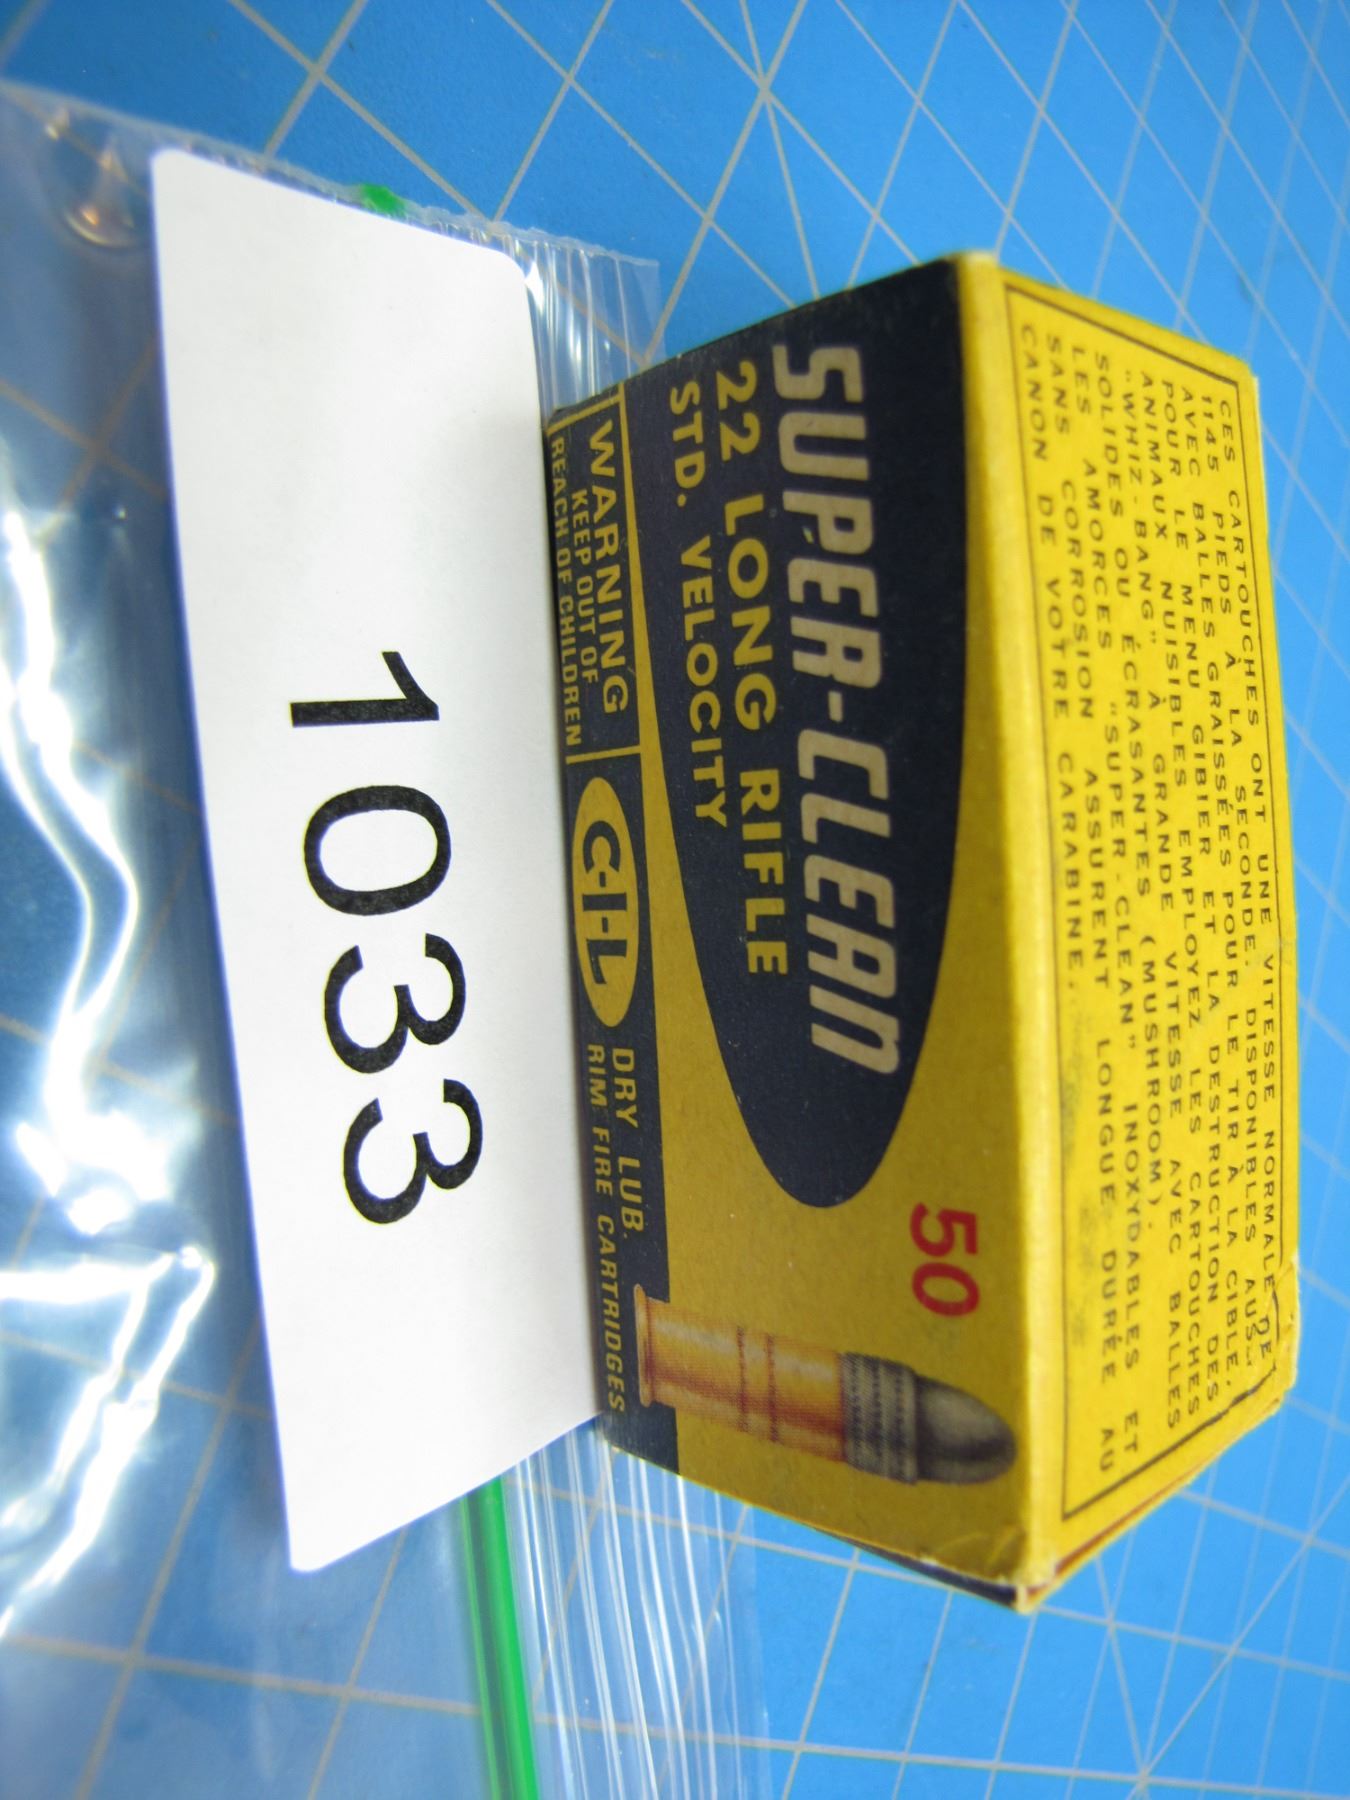 CES CARTOUCHES ONT UNE VITESSE NORMALE DE
1145 PIEDS À LA SECONDE. DISPONIBLES AUSSI
AVEC BALLES GRAISSÉES POUR LE TIR À LA CIBLE.
POUR LE MENU GIBIER ET LA DESTRUCTION DES
ANIMAUX NUISIBLES EMPLOYEZ LES CARTOUCHES
"WHIZ-BANG" À GRANDE VITESSE AVEC BALLES
SOLIDES OU ÉCRASANTES (MUSHROOM).
LES AMORCES "SUPER-CLEAN" INOXYDABLES ET
SANS CORROSION ASSURENT LONGUE DURÉE AU
CANON DE VOTRE CARABINE.
50
SUPER-CLEAN
22 LONG RIFLE
STD. VELOCITY
WARNING
KEEP OUT OF
REACH OF CHILDREN
C-I-L
DRY LUB.
RIM FIRE CARTRIDGES
1033